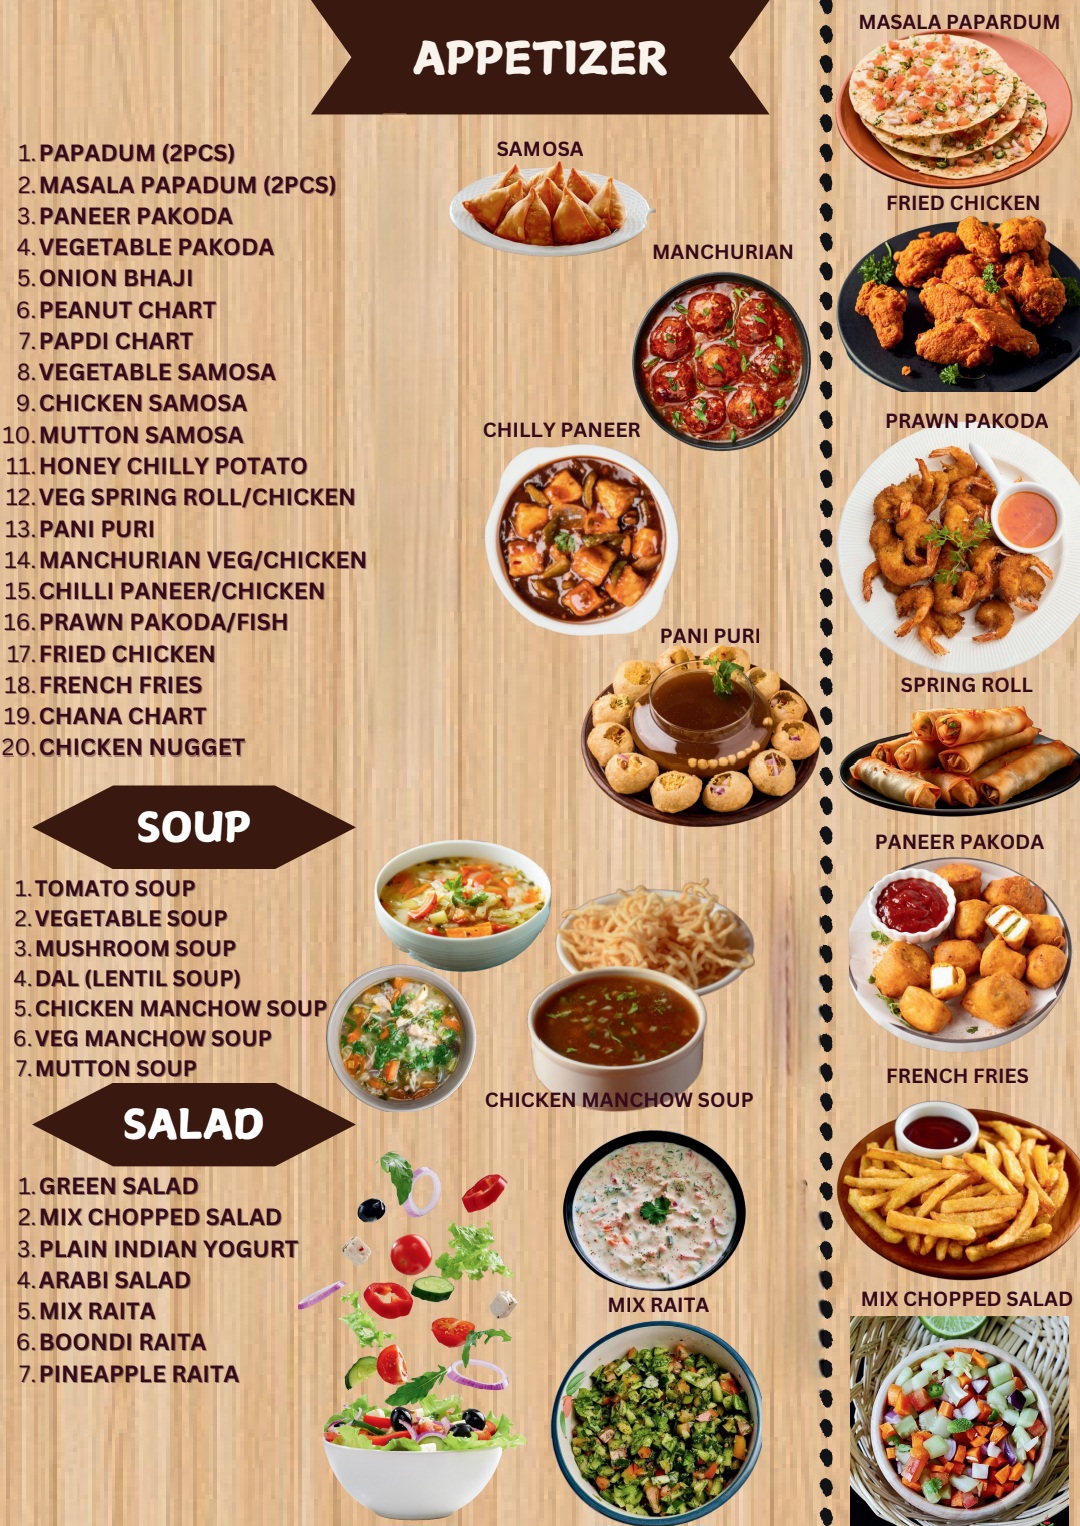 APPETIZER
1. PAPADUM (2PCS)
2. MASALA PAPADUM (2PCS)
3. PANEER PAKODA
4. VEGETABLE PAKODA
5. ONION BHAJI
6. PEANUT CHART
7. PAPDI CHART
8. VEGETABLE SAMOSA
9. CHICKEN SAMOSA
10. MUTTON SAMOSA
11. HONEY CHILLY POTATO
12. VEG SPRING ROLL/CHICKEN
13. PANI PURI
14. MANCHURIAN VEG/CHICKEN
15. CHILLI PANEER/CHICKEN
16. PRAWN PAKODA/FISH
17. FRIED CHICKEN
18. FRENCH FRIES
19. CHANA CHART
20. CHICKEN NUGGET
SAMOSA
MANCHURIAN
CHILLY PANEER
PANI PURI
SOUP
1. TOMATO SOUP
2. VEGETABLE SOUP
3. MUSHROOM SOUP
4. DAL (LENTIL SOUP)
5. CHICKEN MANCHOW SOUP
6. VEG MANCHOW SOUP
7. MUTTON SOUP
CHICKEN MANCHOW SOUP
SALAD
1. GREEN SALAD
2. MIX CHOPPED SALAD
3. PLAIN INDIAN YOGURT
4. ARABI SALAD
5. MIX RAITA
6. BOONDI RAITA
7. PINEAPPLE RAITA
MIX RAITA
MASALA PAPARDUM
FRIED CHICKEN
PRAWN PAKODA
SPRING ROLL
PANEER PAKODA
FRENCH FRIES
MIX CHOPPED SALAD